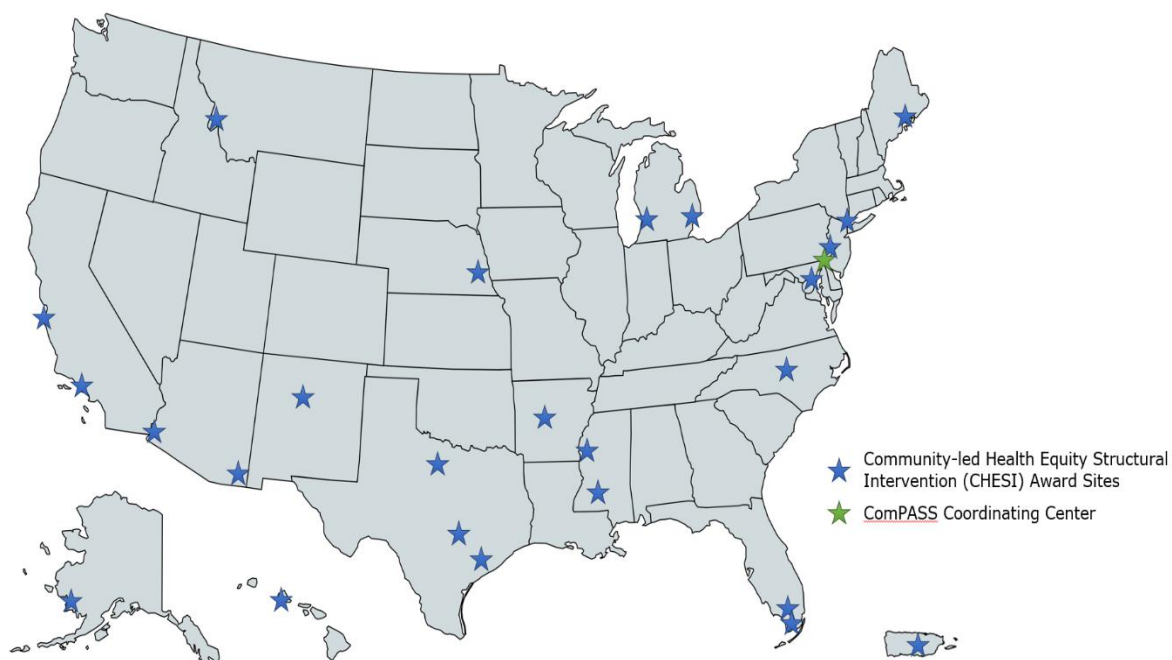 Community-led Health Equity Structural
Intervention (CHESI) Award Sites
ComPASS Coordinating Center